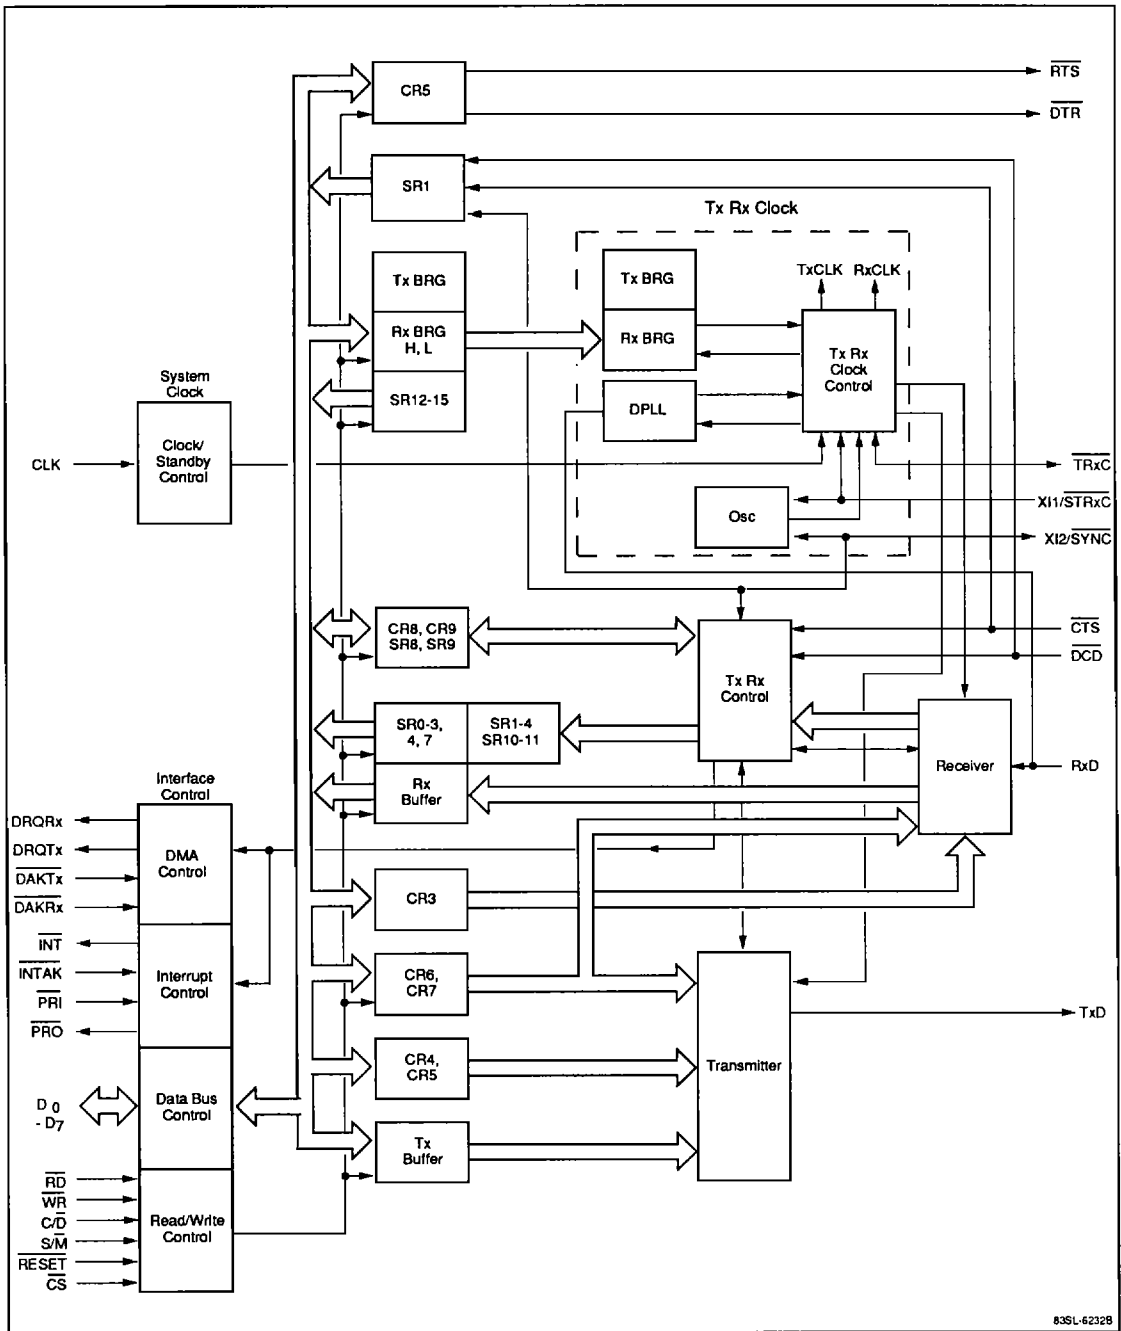 CR5
RTS
DTR
SR1
Tx Rx Clock
Tx BRG
Rx BRG
H, L
SR12-15
Tx BRG
Rx BRG
DPLL
TxCLK RxCLK
Tx Rx
Clock
Control
Osc
System
Clock
CLK
Clock/
Standby
Control
TRxC
XI1/STRxC
XI2/SYNC
CR8, CR9
SR8, SR9
Tx Rx
Control
CTS
DCD
SR0-3,
4, 7
SR1-4
SR10-11
Rx
Buffer
Receiver
RxD
Interface
Control
DRQRx
DRQTx
DAKTx
DAKRx
DMA
Control
CR3
INT
INTAK
PRI
PRO
Interrupt
Control
CR6,
CR7
TxD
Transmitter
CR4,
CR5
D0
- D7
Data Bus
Control
Tx
Buffer
RD
WR
C/D
S/M
RESET
CS
Read/Write
Control
83SL-6232B